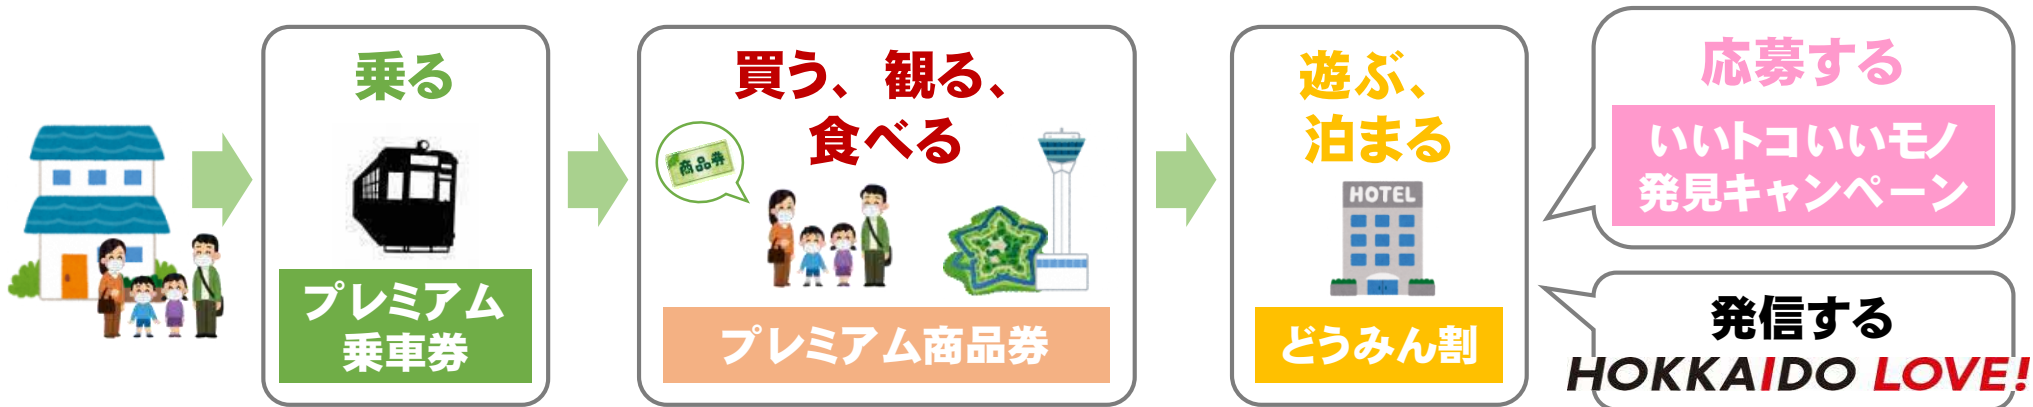 乗る
プレミアム
乗車券
買う、観る、
食べる
商品券
プレミアム商品券
遊ぶ、
泊まる
HOTEL
どうみん割
応募する
いいトコいいモノ
発見キャンペーン
発信する
HOKKAIDO LOVE!